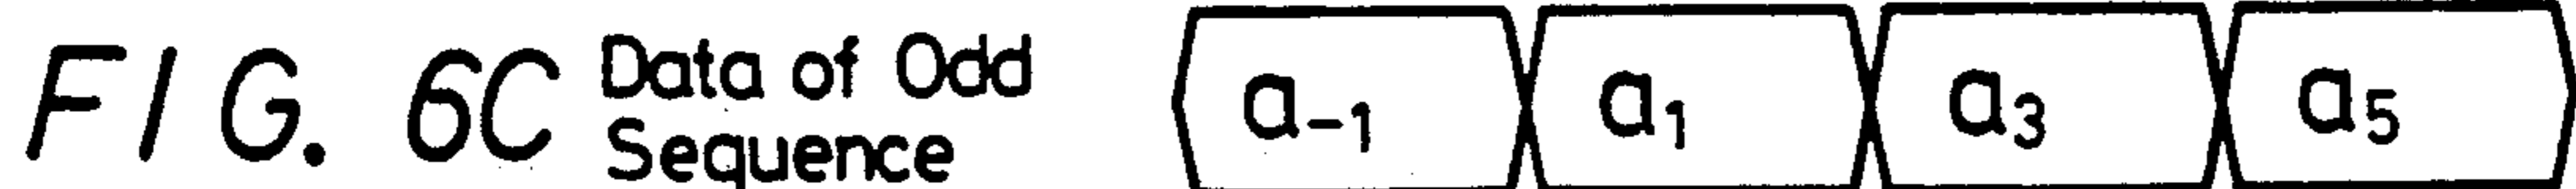 FIG. 6C Data of Odd Sequence a₋₁ a₁ a₃ a₅